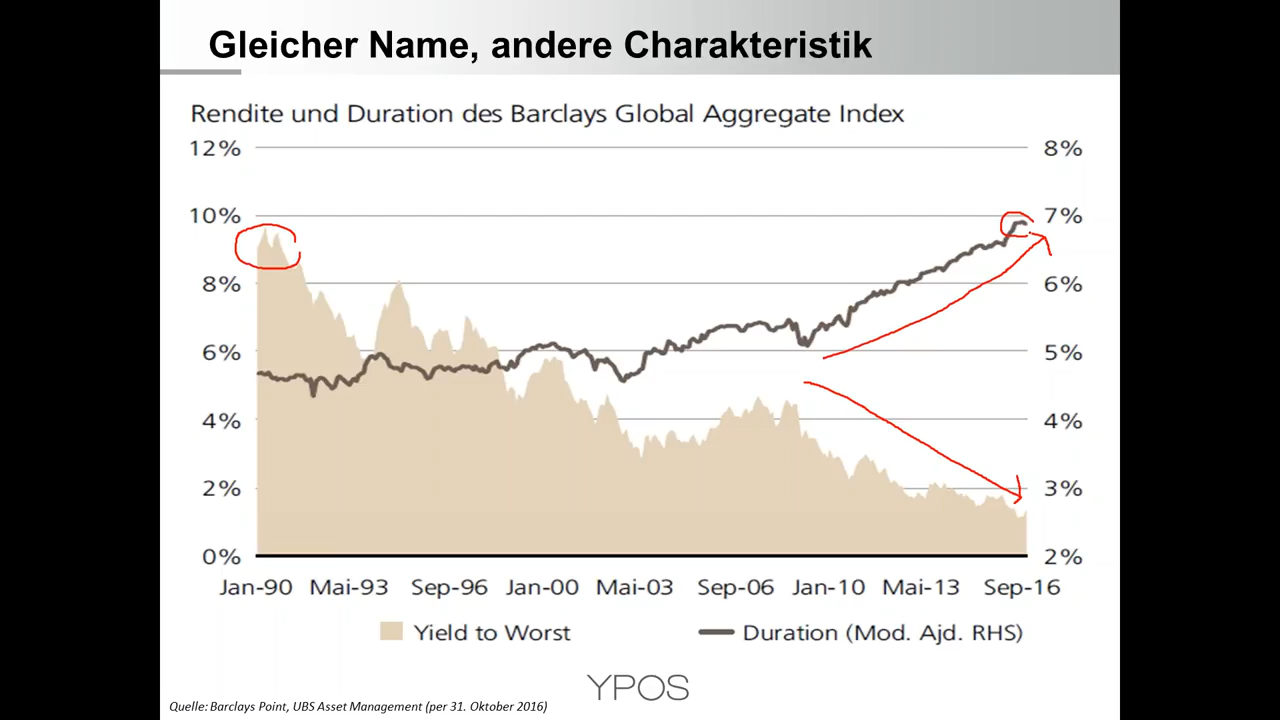 Gleicher Name, andere Charakteristik
Rendite und Duration des Barclays Global Aggregate Index
12% 8%
10% 7%
8% 6%
6% 5%
4% 4%
2% 3%
0% 2%
Jan-90 Mai-93 Sep-96 Jan-00 Mai-03 Sep-06 Jan-10 Mai-13 Sep-16
Yield to Worst Duration (Mod. Ajd. RHS)
YPOS
Quelle: Barclays Point, UBS Asset Management (per 31. Oktober 2016)